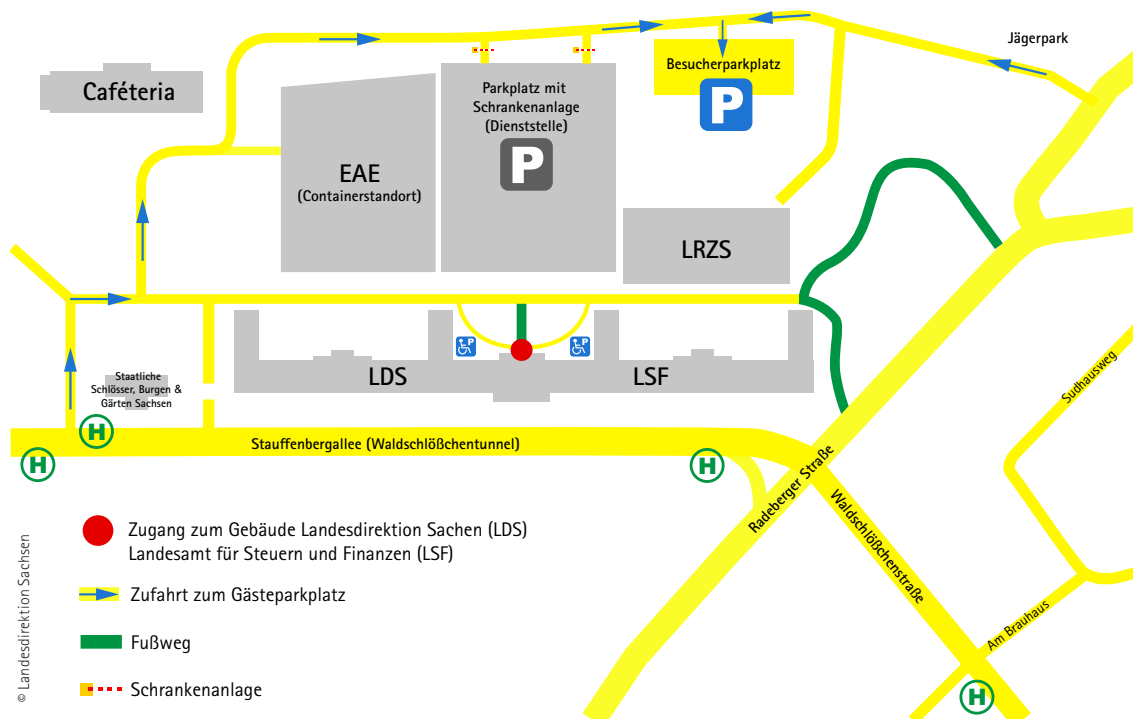 Jägerpark
Caféteria
Besucherparkplatz
P
Parkplatz mit
Schrankenanlage
(Dienststelle)
P
EAE
(Containerstandort)
LRZS
P
P
LDS
LSF
Staatliche
Schlösser, Burgen &
Gärten Sachsen
Sudhausweg
H
H
H
Stauffenbergallee (Waldschlößchentunnel)
Radeberger Straße
Waldschlößchenstraße
Am Brauhaus
H
Zugang zum Gebäude Landesdirektion Sachen (LDS)
Landesamt für Steuern und Finanzen (LSF)
Zufahrt zum Gästeparkplatz
Fußweg
Schrankenanlage
© Landesdirektion Sachsen